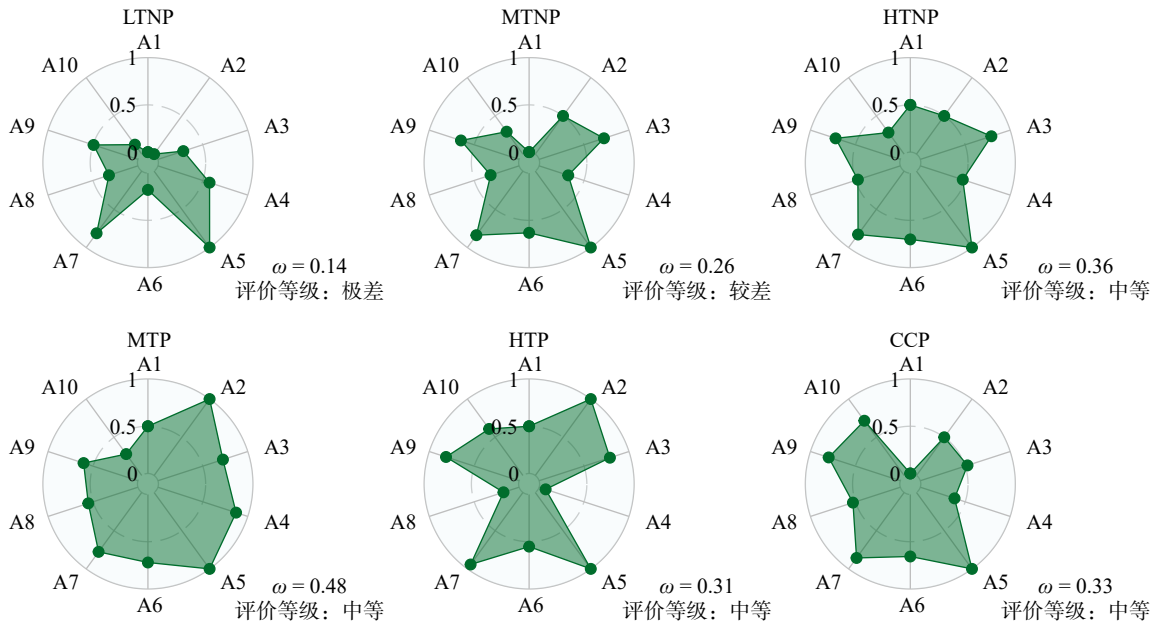 LTNP
A1
1
A10
A2
0.5
A9
A3
0
A8
A4
A7
A5
A6
ω = 0.14
评价等级：极差
MTNP
A1
1
A10
A2
0.5
A9
A3
0
A8
A4
A7
A5
A6
ω = 0.26
评价等级：较差
HTNP
A1
1
A10
A2
0.5
A9
A3
0
A8
A4
A7
A5
A6
ω = 0.36
评价等级：中等
MTP
A1
1
A10
A2
0.5
A9
A3
0
A8
A4
A7
A5
A6
ω = 0.48
评价等级：中等
HTP
A1
1
A10
A2
0.5
A9
A3
0
A8
A4
A7
A5
A6
ω = 0.31
评价等级：中等
CCP
A1
1
A10
A2
0.5
A9
A3
0
A8
A4
A7
A5
A6
ω = 0.33
评价等级：中等